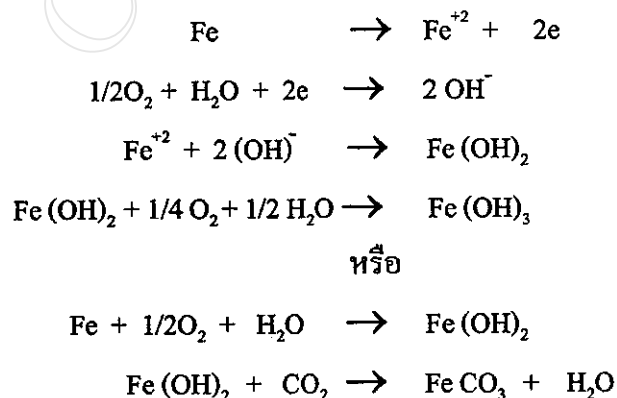 Fe → Fe⁺² + 2e
1/2O₂ + H₂O + 2e → 2 OH⁻
Fe⁺² + 2 (OH)⁻ → Fe (OH)₂
Fe (OH)₂ + 1/4 O₂ + 1/2 H₂O → Fe (OH)₃
หรือ
Fe + 1/2O₂ + H₂O → Fe (OH)₂
Fe (OH)₂ + CO₂ → Fe CO₃ + H₂O